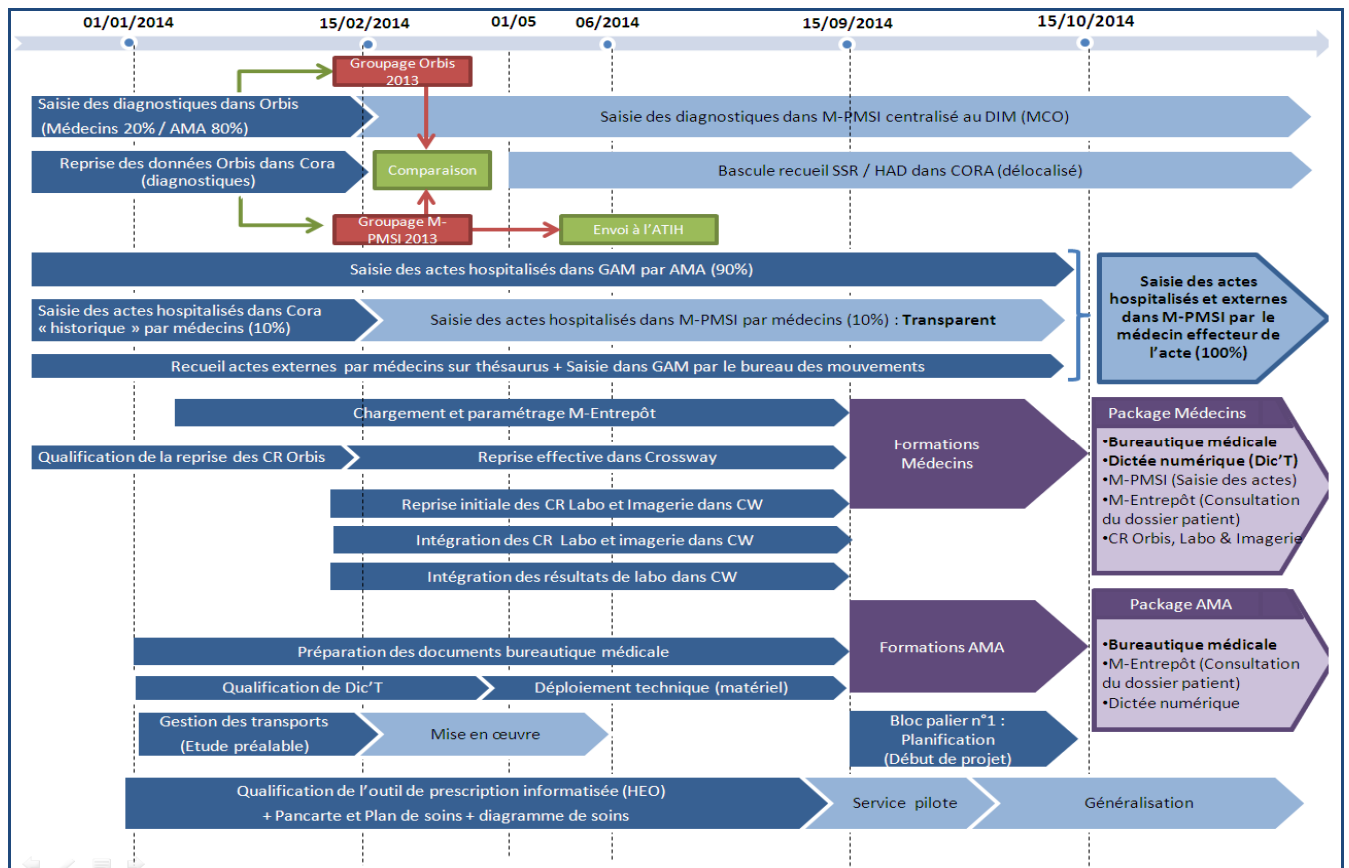 01/01/2014
15/02/2014
01/05
06/2014
15/09/2014
15/10/2014
Groupage Orbis
2013
Saisie des diagnostiques dans Orbis
(Médecins 20% / AMA 80%)
Saisie des diagnostiques dans M-PMSI centralisé au DIM (MCO)
Reprise des données Orbis dans Cora
(diagnostiques)
Comparaison
Bascule recueil SSR / HAD dans CORA (délocalisé)
Groupage M-
PMSI 2013
Envoi à l'ATIH
Saisie des actes hospitalisés dans GAM par AMA (90%)
Saisie des actes hospitalisés dans Cora
« historique » par médecins (10%)
Saisie des actes hospitalisés dans M-PMSI par médecins (10%) : Transparent
Recueil actes externes par médecins sur thésaurus + Saisie dans GAM par le bureau des mouvements
Saisie des actes
hospitalisés et externes
dans M-PMSI par le
médecin effecteur de
l'acte (100%)
Chargement et paramétrage M-Entrepôt
Qualification de la reprise des CR Orbis
Reprise effective dans Crossway
Reprise initiale des CR Labo et Imagerie dans CW
Intégration des CR Labo et imagerie dans CW
Intégration des résultats de labo dans CW
Formations
Médecins
Package Médecins
•Bureautique médicale
•Dictée numérique (Dic'T)
•M-PMSI (Saisie des actes)
•M-Entrepôt (Consultation
du dossier patient)
•CR Orbis, Labo & Imagerie
Préparation des documents bureautique médicale
Qualification de Dic'T
Déploiement technique (matériel)
Formations AMA
Package AMA
•Bureautique médicale
•M-Entrepôt (Consultation
du dossier patient)
•Dictée numérique
Gestion des transports
(Etude préalable)
Mise en œuvre
Bloc palier n°1 :
Planification
(Début de projet)
Qualification de l'outil de prescription informatisée (HEO)
+ Pancarte et Plan de soins + diagramme de soins
Service pilote
Généralisation